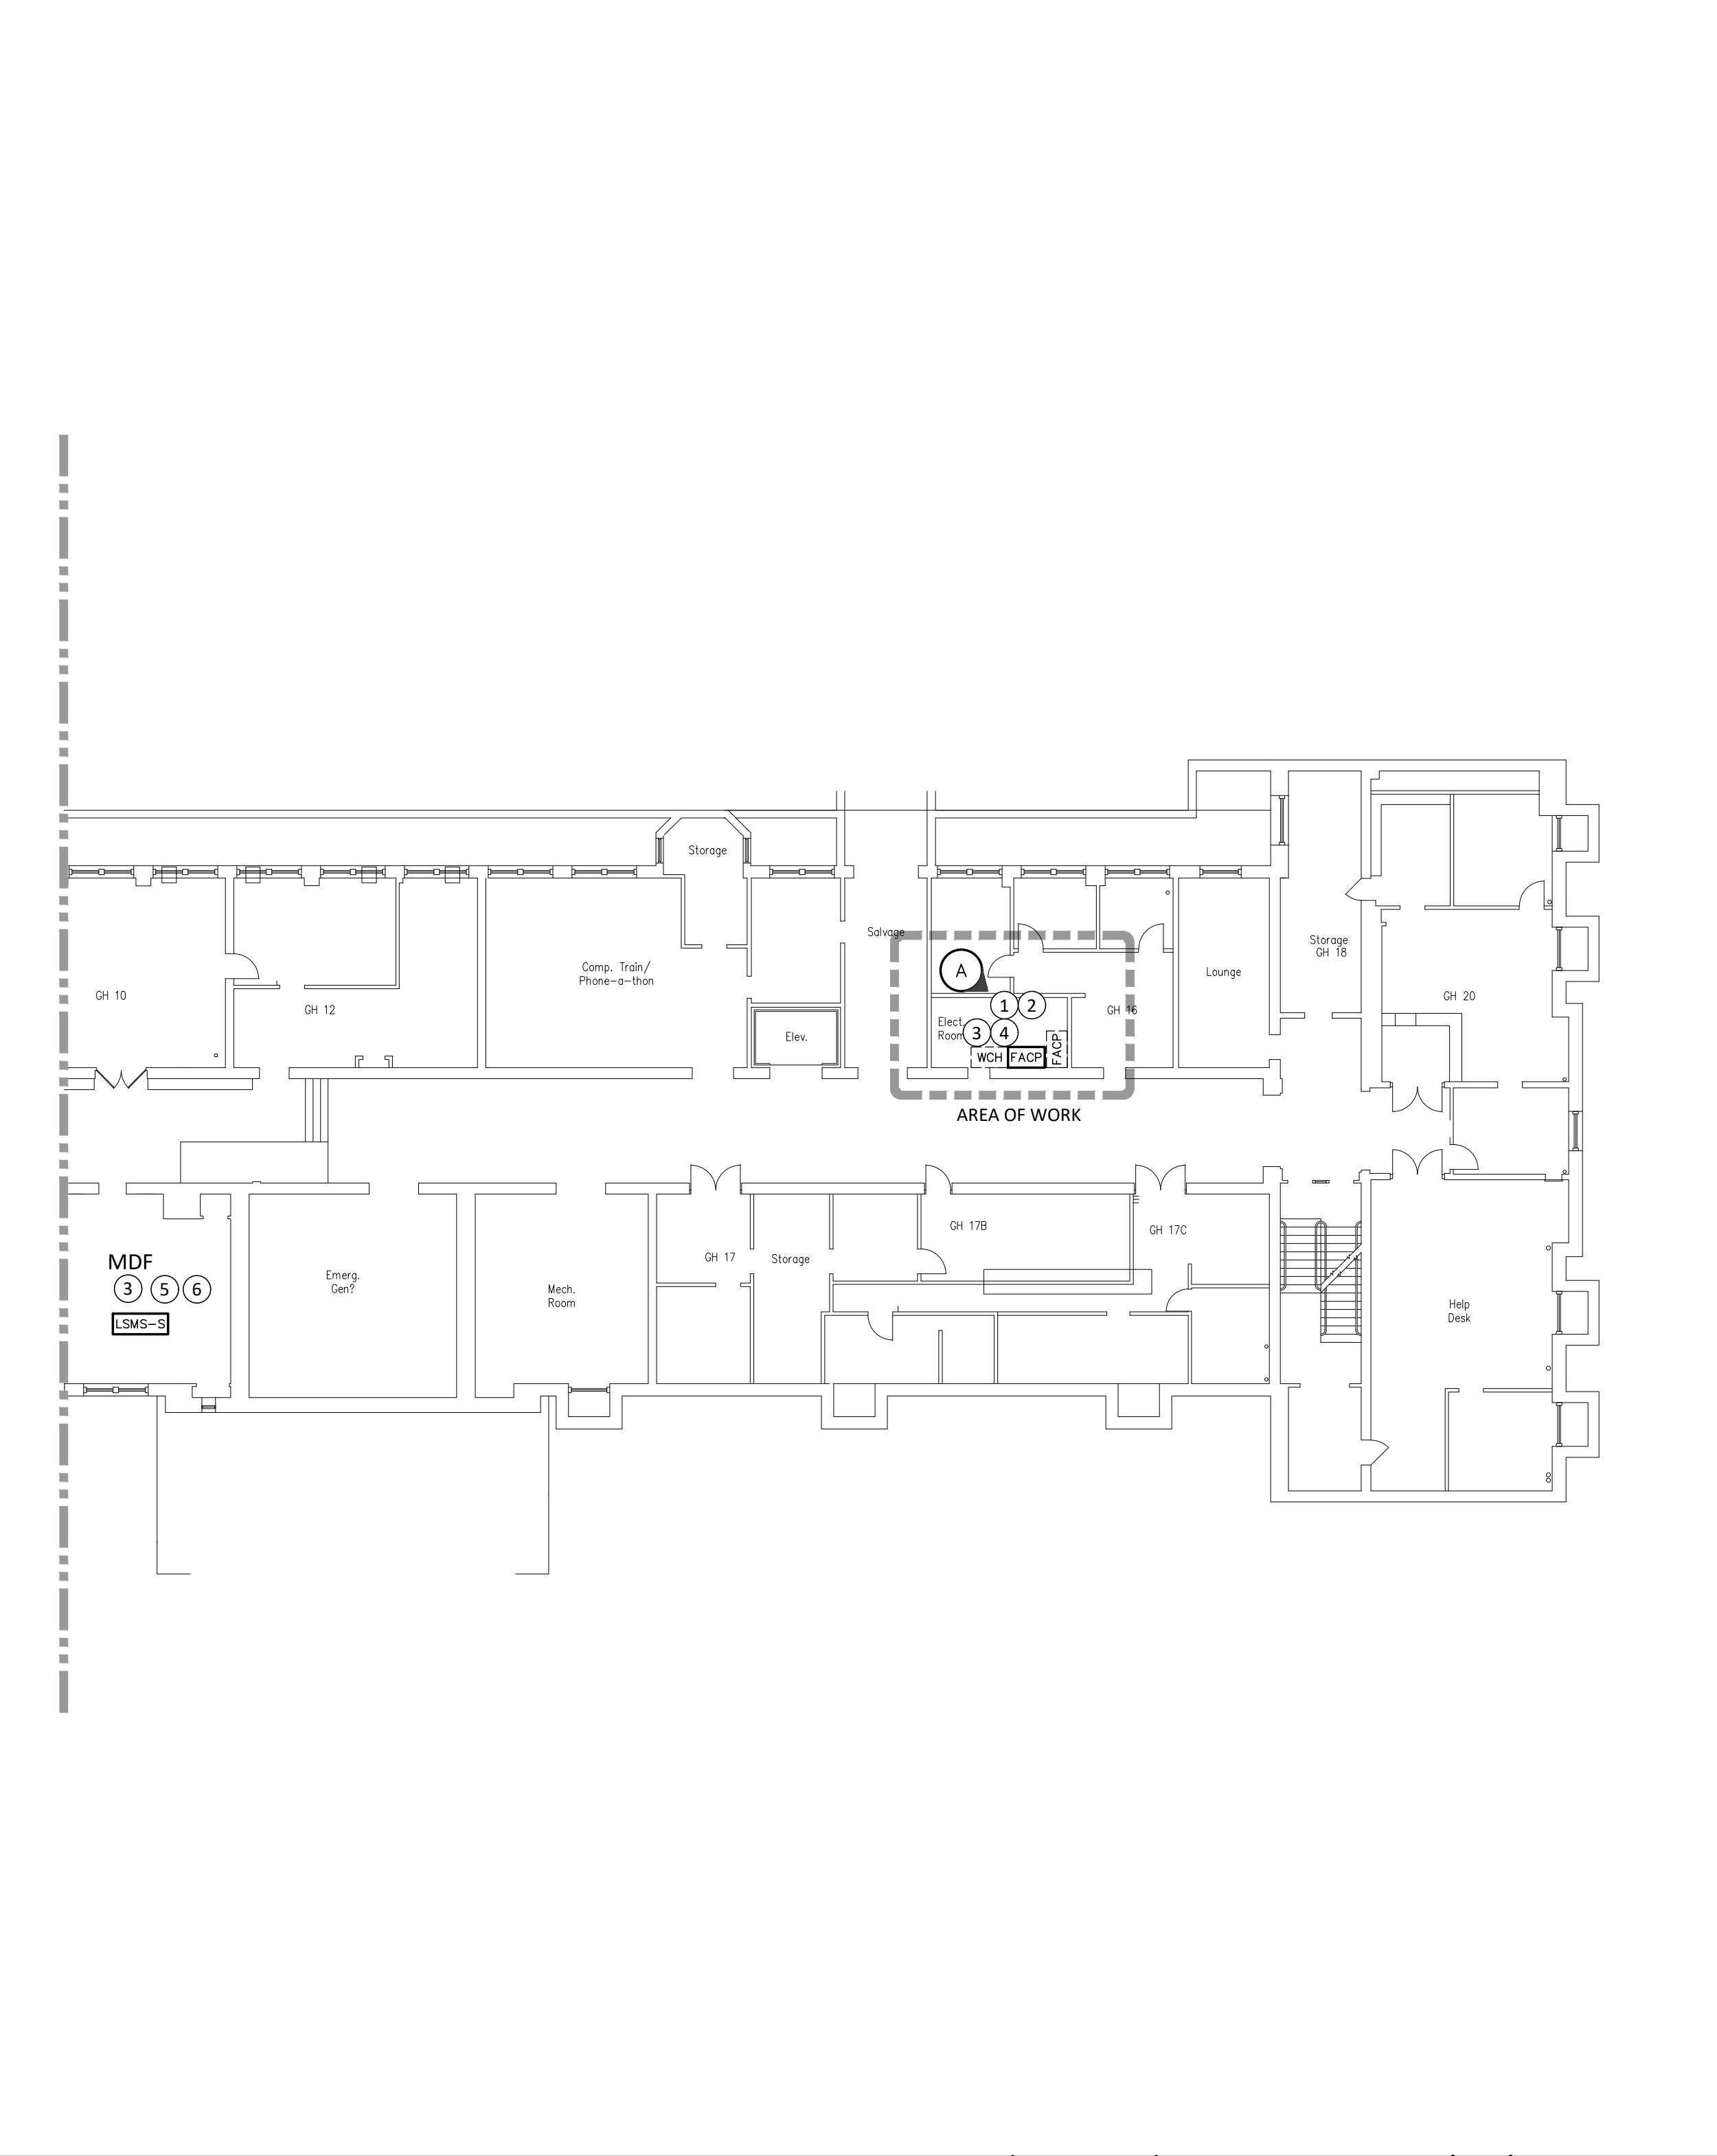 Storage
Salvage
Storage
GH 18
A
Comp. Train/
Phone-a-thon
Lounge
GH 10
GH 12
GH 20
1
2
GH 16
Elect.
Room
3
4
Elev.
WCH
FACP
FACP
AREA OF WORK
GH 17B
GH 17C
GH 17
Storage
MDF
3
5
6
LSMS-S
Emerg.
Gen?
Mech.
Room
Help
Desk